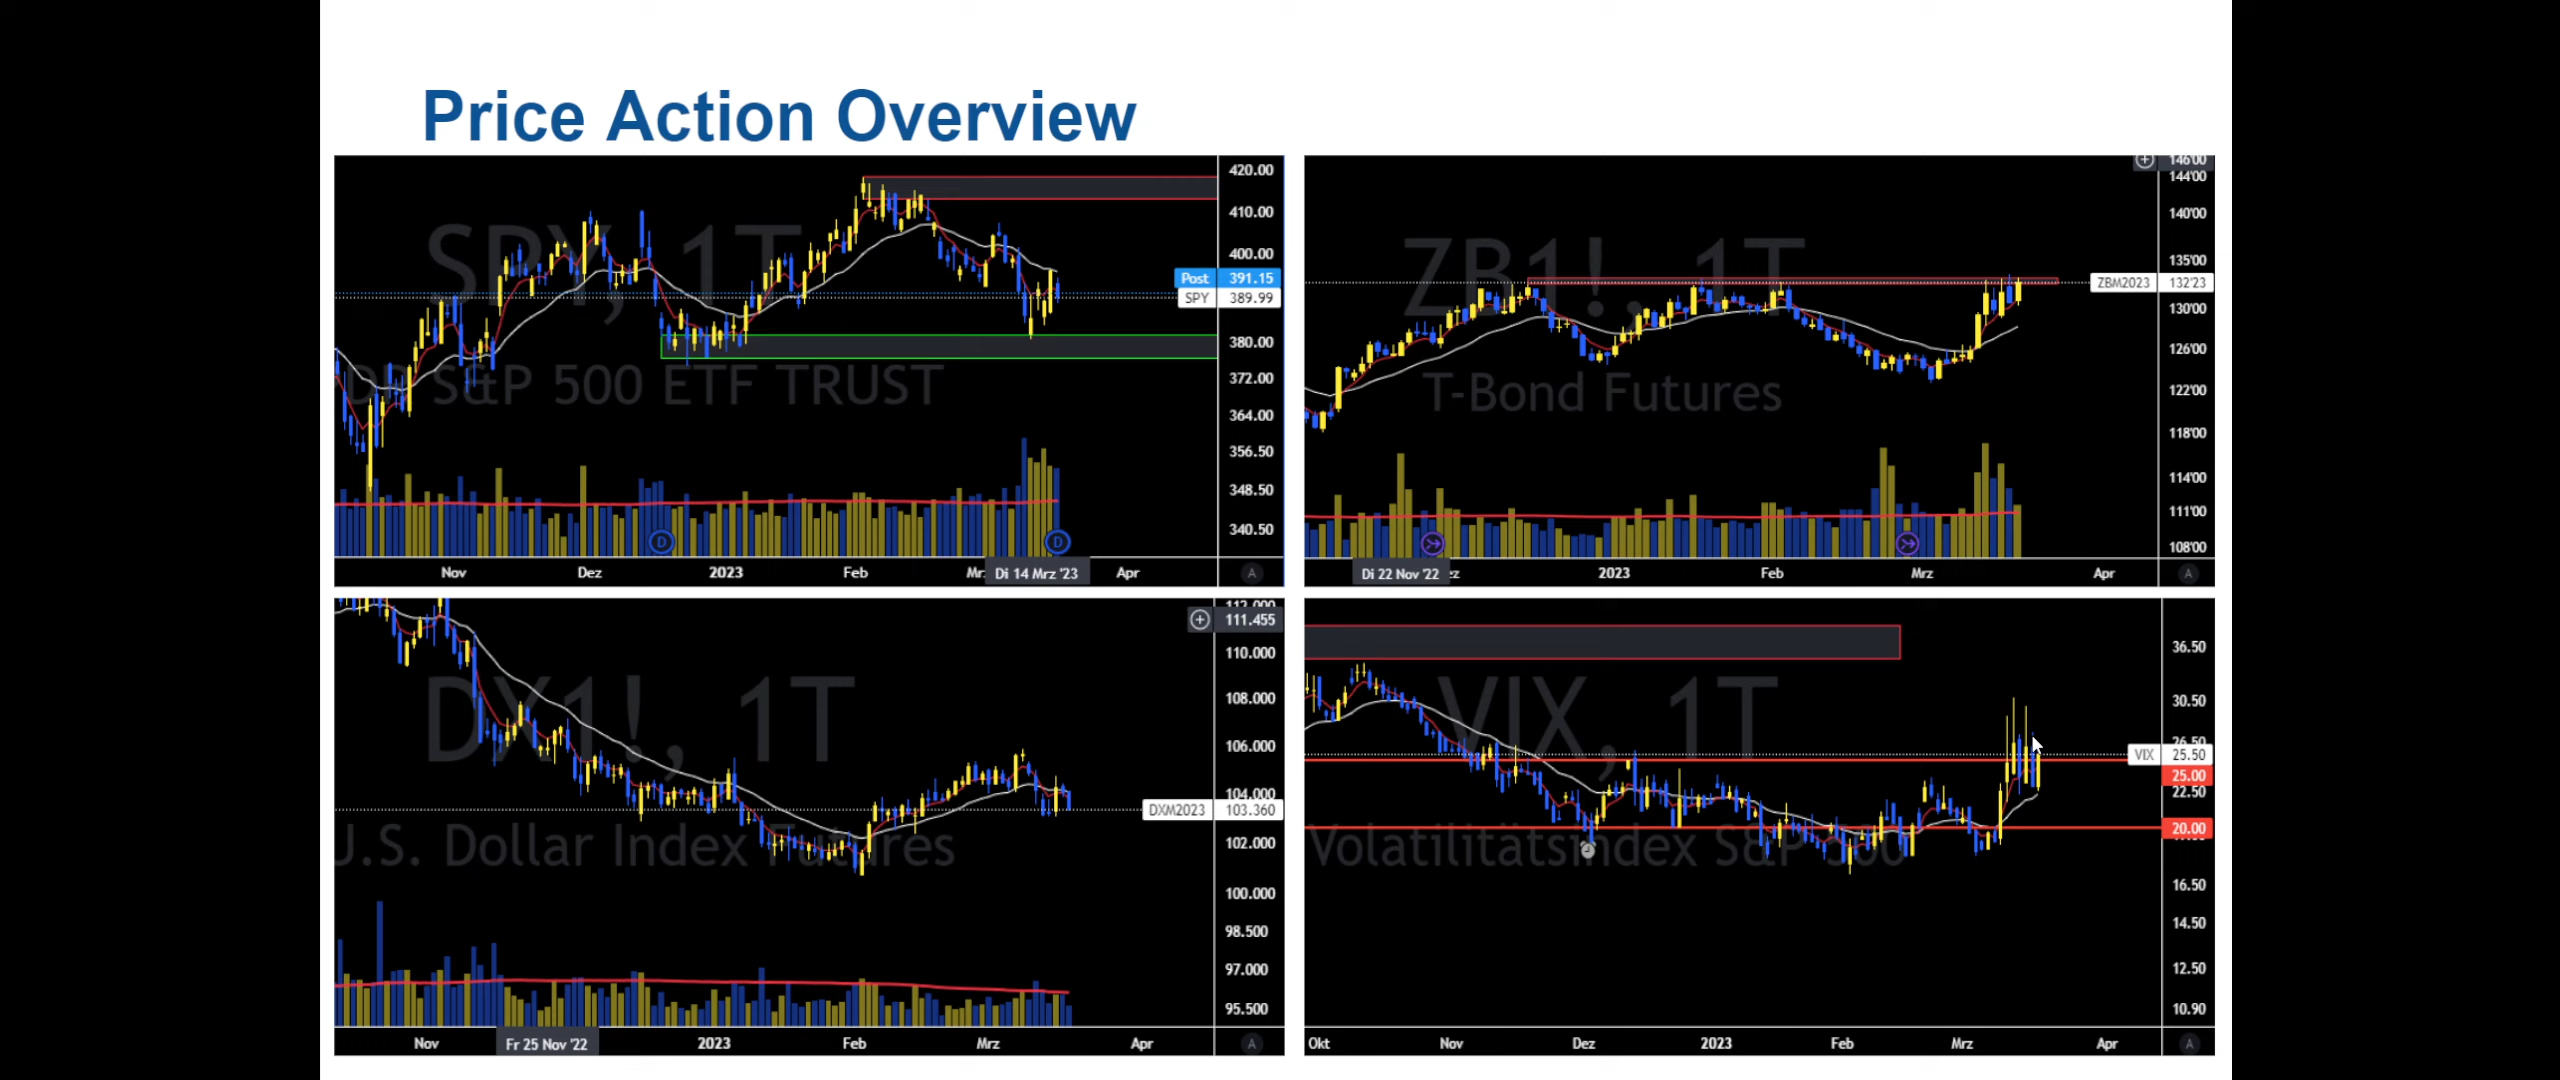 Price Action Overview
SPY, 1T
S&P 500 ETF TRUST
420.00
410.00
400.00
Post 391.15
SPY 389.99
380.00
372.00
364.00
356.50
348.50
340.50
D
D
Nov Dez 2023 Feb Di 14 Mrz '23 Apr A
ZB1!, 1T
T-Bond Futures
146'00
144'00
140'00
135'00
ZBM2023 132'23
130'00
126'00
122'00
118'00
114'00
111'00
108'00
Di 22 Nov '22 2023 Feb Mrz Apr A
DX1!, 1T
U.S. Dollar Index Futures
111.455
110.000
108.000
106.000
104.000
DXM2023 103.360
102.000
100.000
98.500
97.000
95.500
Nov Fr 25 Nov '22 2023 Feb Mrz Apr A
VIX, 1T
Volatilitätsindex S&P 500
36.50
30.50
26.50
VIX 25.50
25.00
22.50
20.00
16.50
14.50
12.50
10.90
Okt Nov Dez 2023 Feb Mrz Apr A